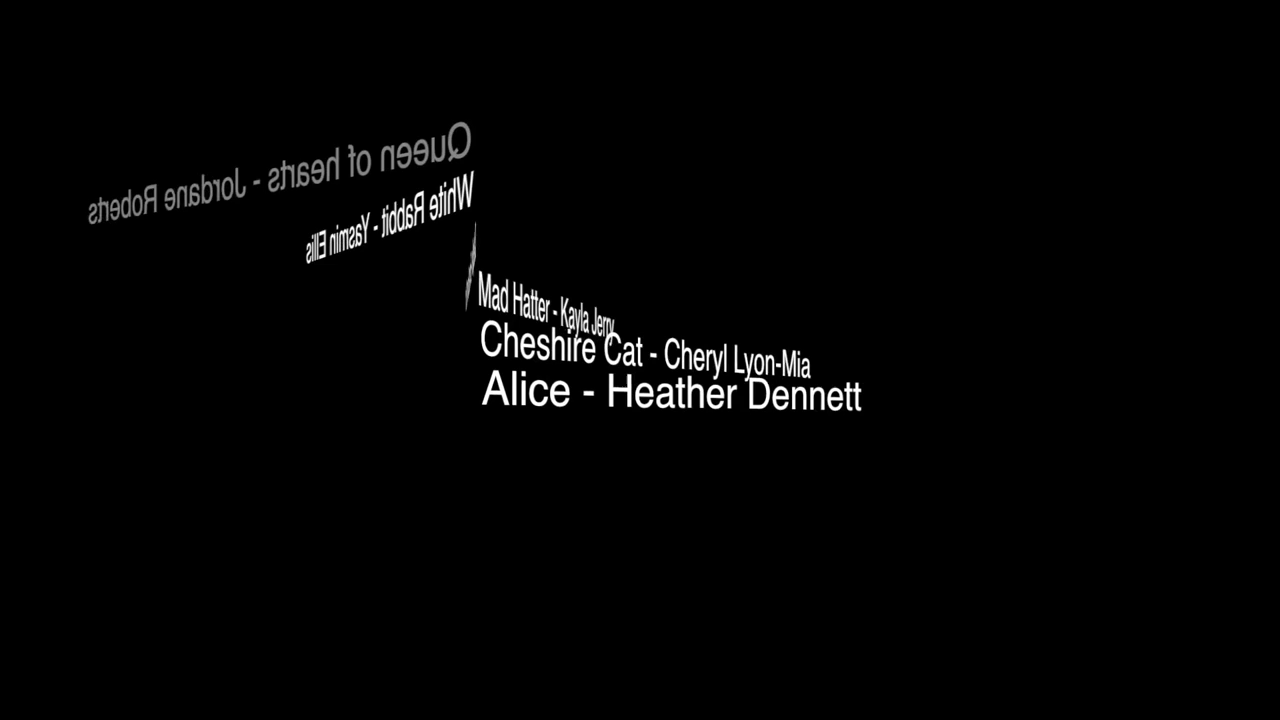 Queen of hearts - Jordane Roberts
White Rabbit - Yasmin Ellis
Mad Hatter - Kayla Jerry
Cheshire Cat - Cheryl Lyon-Mia
Alice - Heather Dennett